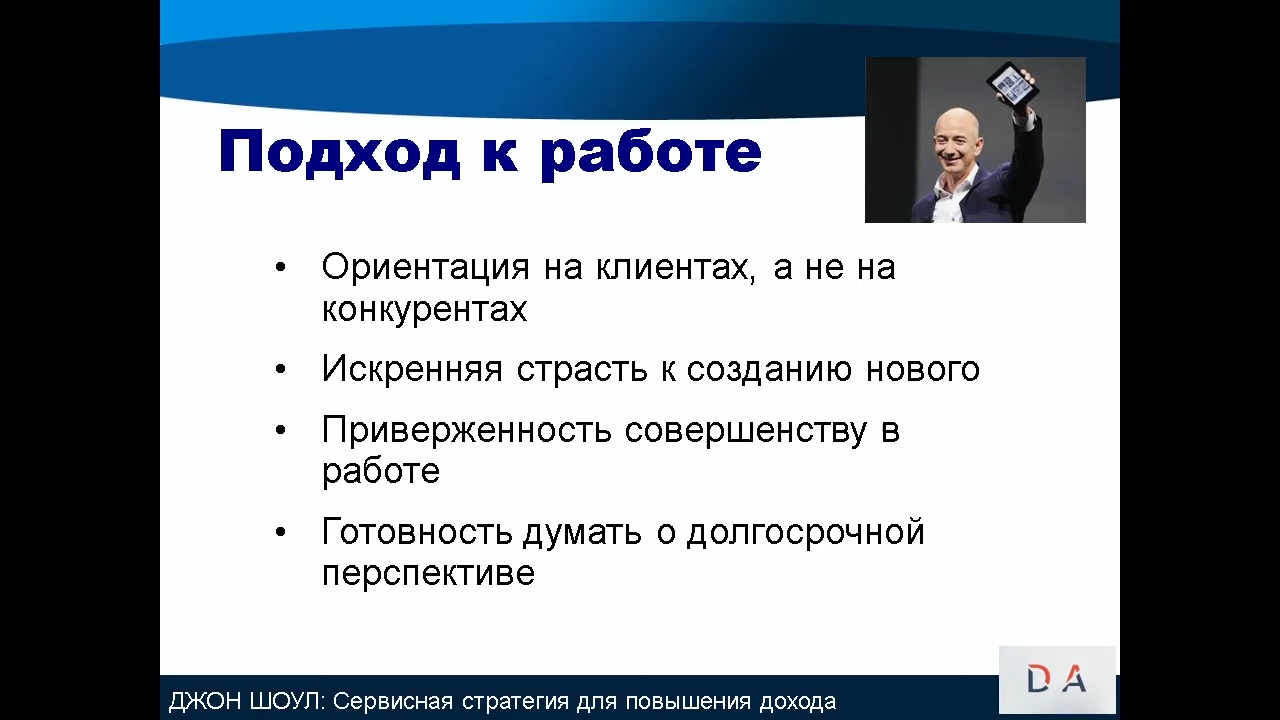 Подход к работе
• Ориентация на клиентах, а не на
конкурентах
• Искренняя страсть к созданию нового
• Приверженность совершенству в
работе
• Готовность думать о долгосрочной
перспективе
ДЖОН ШОУЛ: Сервисная стратегия для повышения дохода
DA